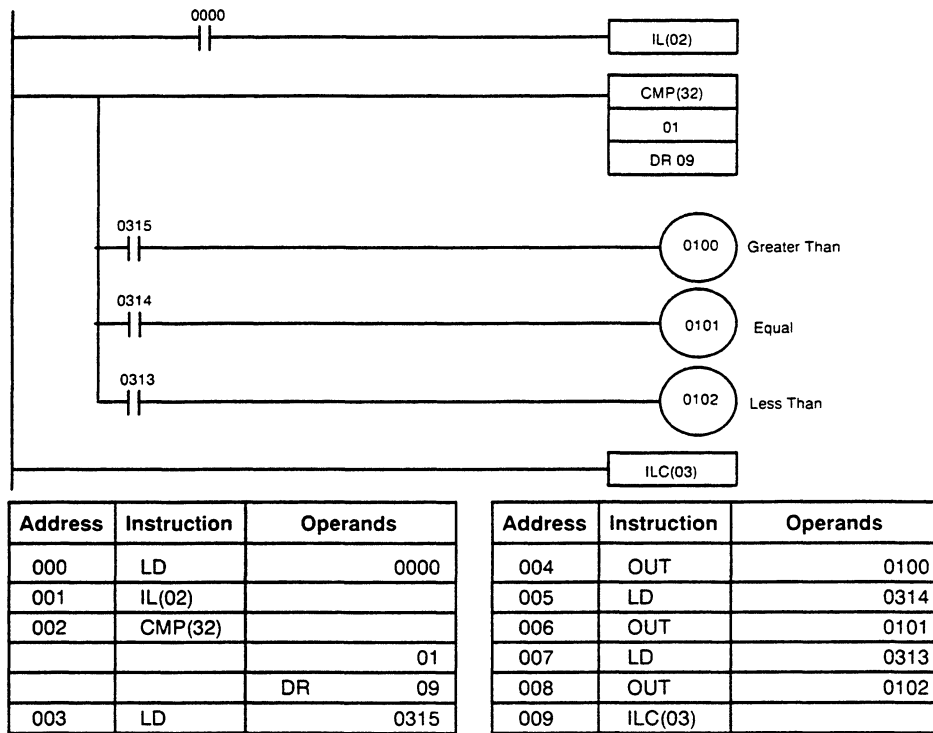 0000
IL(02)
CMP(32)
01
DR 09
0315
0100 Greater Than
0314
0101 Equal
0313
0102 Less Than
ILC(03)
Address Instruction Operands
000 LD 0000
001 IL(02)
002 CMP(32)
01
DR 09
003 LD 0315
Address Instruction Operands
004 OUT 0100
005 LD 0314
006 OUT 0101
007 LD 0313
008 OUT 0102
009 ILC(03)